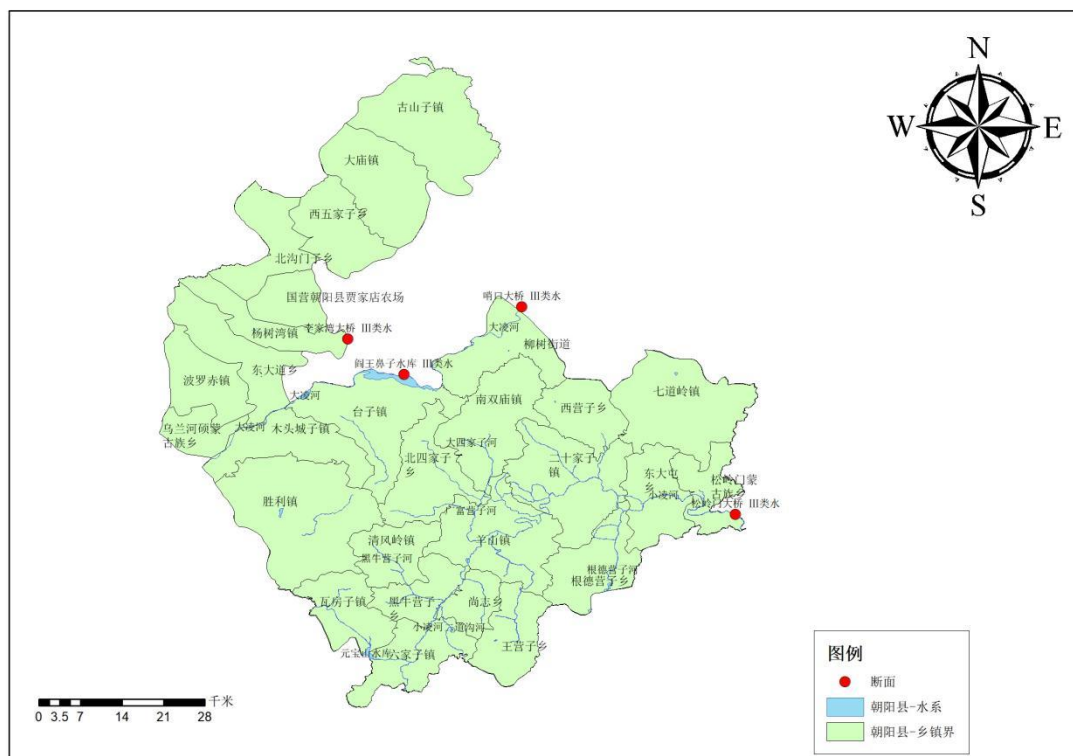 N
W
E
S
古山子镇
大庙镇
西五家子乡
北沟门子乡
国营朝阳县贾家店农场
哨口大桥 III类水
大凌河
杨树湾镇
李家湾大桥 III类水
柳树街道
东大道乡
阎王鼻子水库 III类水
波罗赤镇
大凌河
台子镇
南双庙镇
西营子乡
七道岭镇
乌兰河硕蒙
古族乡
大凌河
木头城子镇
大四家子河
北四家子
乡
二十家子
镇
东大屯
乡
松岭门蒙
古族乡
小凌河
松岭门大桥 III类水
胜利镇
广富营子河
清风岭镇
羊山镇
黑牛营子河
根德营子河
根德营子乡
瓦房子镇
黑牛营子
乡
尚志乡
小凌河
二道沟河
王营子乡
元宝山水库
六家子镇
千米
0 3.5 7 14 21 28
图例
断面
朝阳县-水系
朝阳县-乡镇界